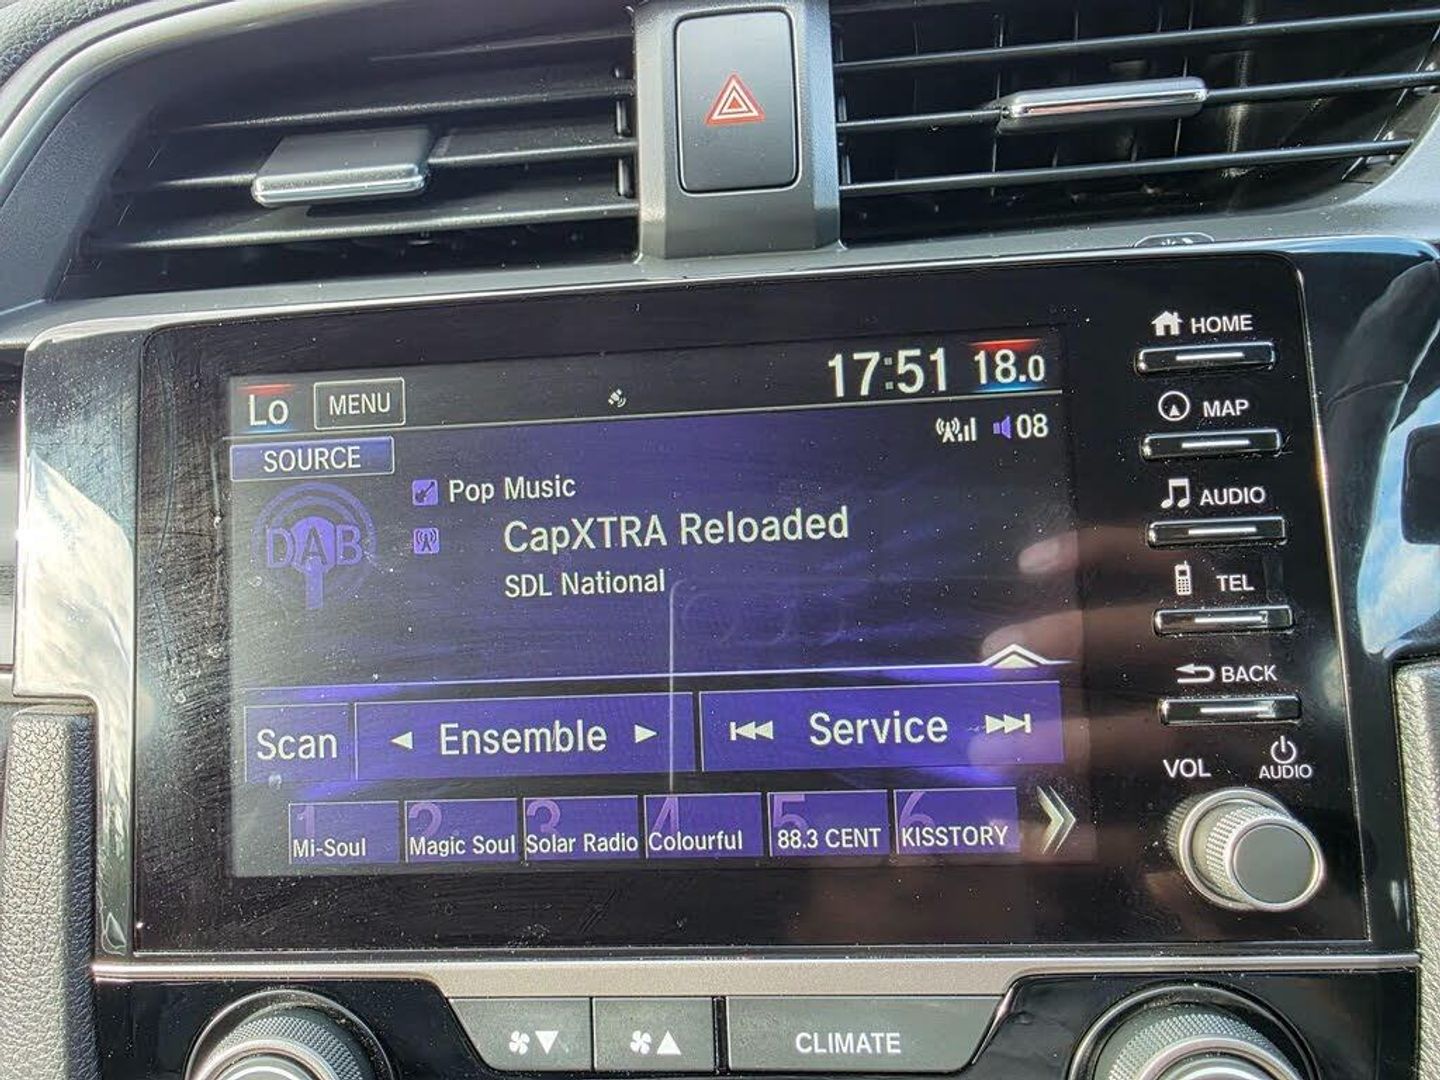 Lo MENU 17:51 18.0
SOURCE 08
DAB
Pop Music
CapXTRA Reloaded
SDL National
Scan Ensemble Service
1 Mi-Soul
2 Magic Soul
3 Solar Radio
4 Colourful
5 88.3 CENT
6 KISSTORY
HOME
MAP
AUDIO
TEL
BACK
VOL AUDIO
CLIMATE